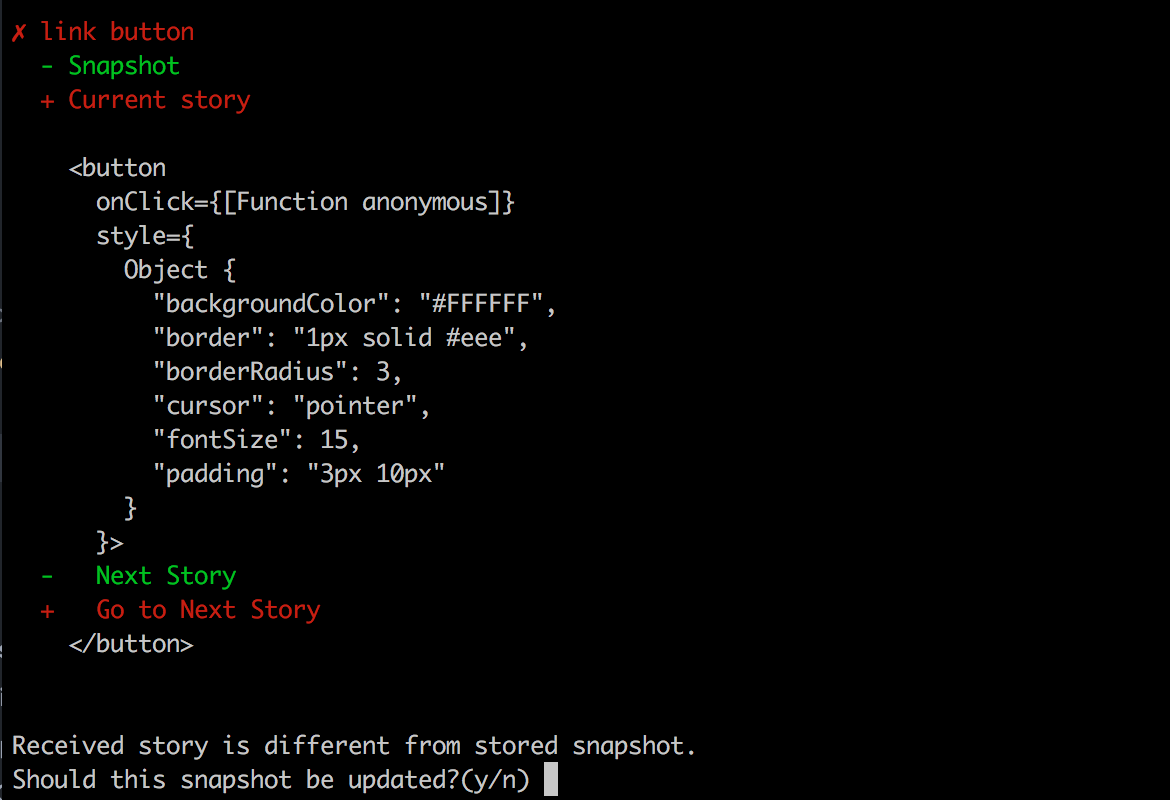 ✗ link button
- Snapshot
+ Current story
<button
onClick={[Function anonymous]}
style={
Object {
"backgroundColor": "#FFFFFF",
"border": "1px solid #eee",
"borderRadius": 3,
"cursor": "pointer",
"fontSize": 15,
"padding": "3px 10px"
}
}>
- Next Story
+ Go to Next Story
</button>
Received story is different from stored snapshot.
Should this snapshot be updated?(y/n)